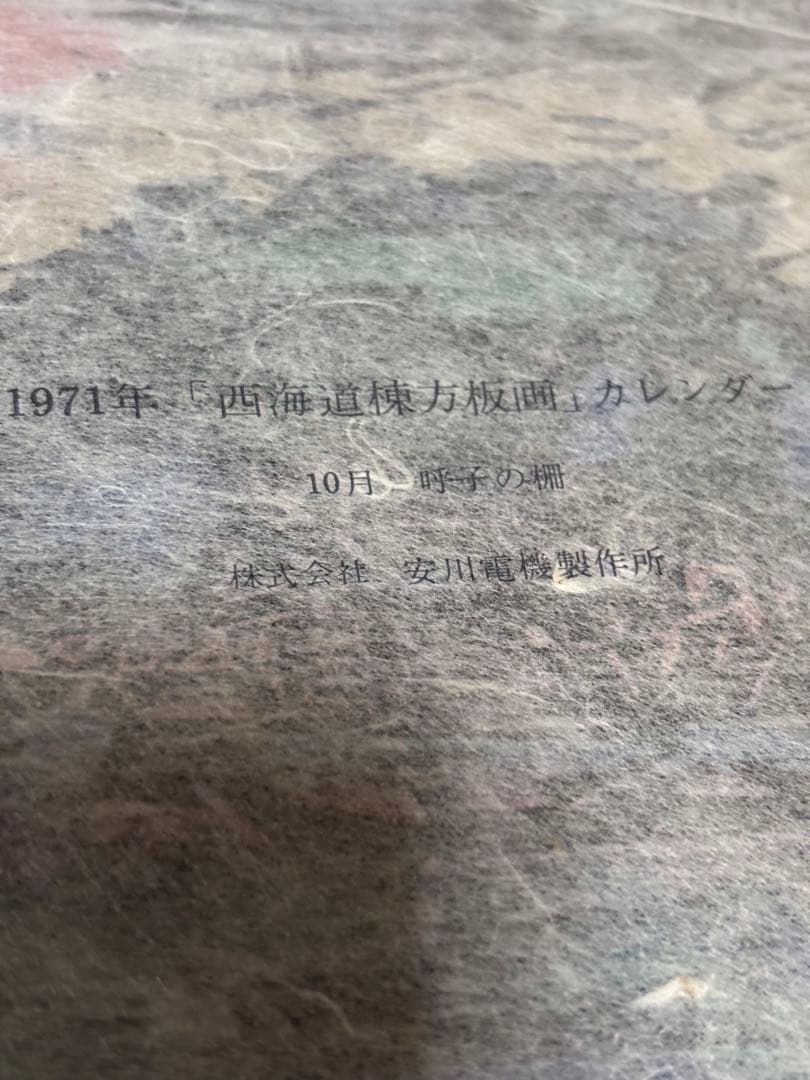 1971年「西海道棟方板画」カレンダー
10月 呼子の柵
株式会社 安川電機製作所